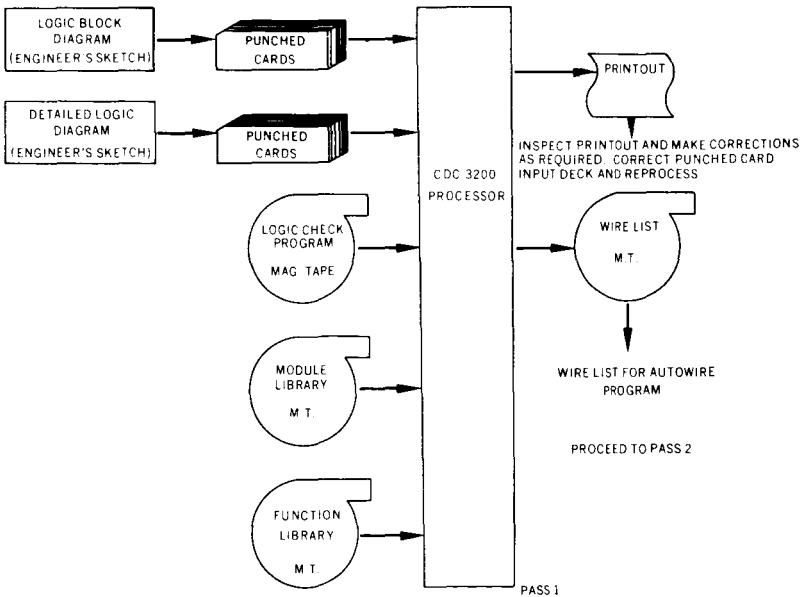 LOGIC BLOCK
DIAGRAM
(ENGINEER'S SKETCH)
PUNCHED
CARDS
DETAILED LOGIC
DIAGRAM
(ENGINEER'S SKETCH)
PUNCHED
CARDS
LOGIC CHECK
PROGRAM
MAG TAPE
MODULE
LIBRARY
M T.
FUNCTION
LIBRARY
M T.
CDC 3200
PROCESSOR
PRINTOUT
INSPECT PRINTOUT AND MAKE CORRECTIONS
AS REQUIRED. CORRECT PUNCHED CARD
INPUT DECK AND REPROCESS
WIRE LIST
M.T.
WIRE LIST FOR AUTOWIRE
PROGRAM
PROCEED TO PASS 2
PASS 1